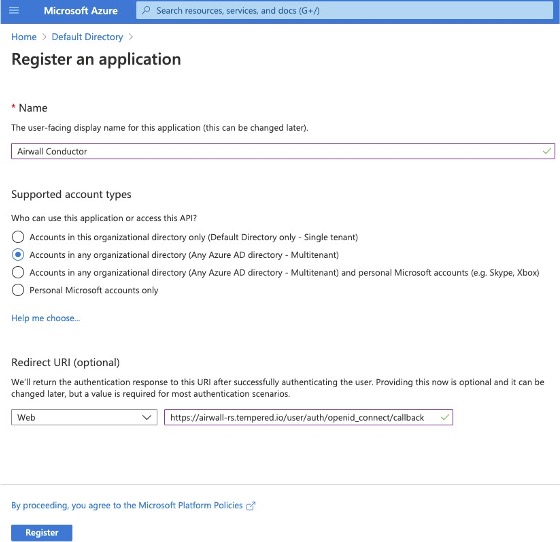 Microsoft Azure
Search resources, services, and docs (G+/)
Home > Default Directory >
Register an application
* Name
The user-facing display name for this application (this can be changed later).
Airwall Conductor
Supported account types
Who can use this application or access this API?
Accounts in this organizational directory only (Default Directory only - Single tenant)
Accounts in any organizational directory (Any Azure AD directory - Multitenant)
Accounts in any organizational directory (Any Azure AD directory - Multitenant) and personal Microsoft accounts (e.g. Skype, Xbox)
Personal Microsoft accounts only
Help me choose...
Redirect URI (optional)
We'll return the authentication response to this URI after successfully authenticating the user. Providing this now is optional and it can be
changed later, but a value is required for most authentication scenarios.
Web
https://airwall-rs.tempered.io/user/auth/openid_connect/callback
By proceeding, you agree to the Microsoft Platform Policies
Register